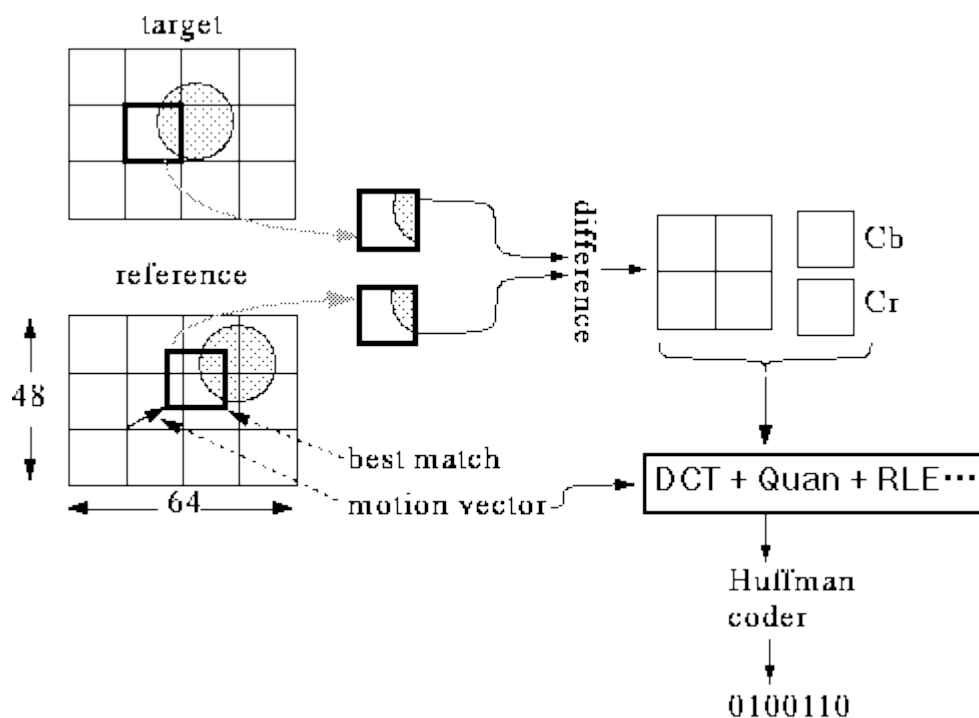 target
reference
difference
Cb
Cr
48
64
best match
motion vector
DCT + Quan + RLE···
Huffman
coder
0100110